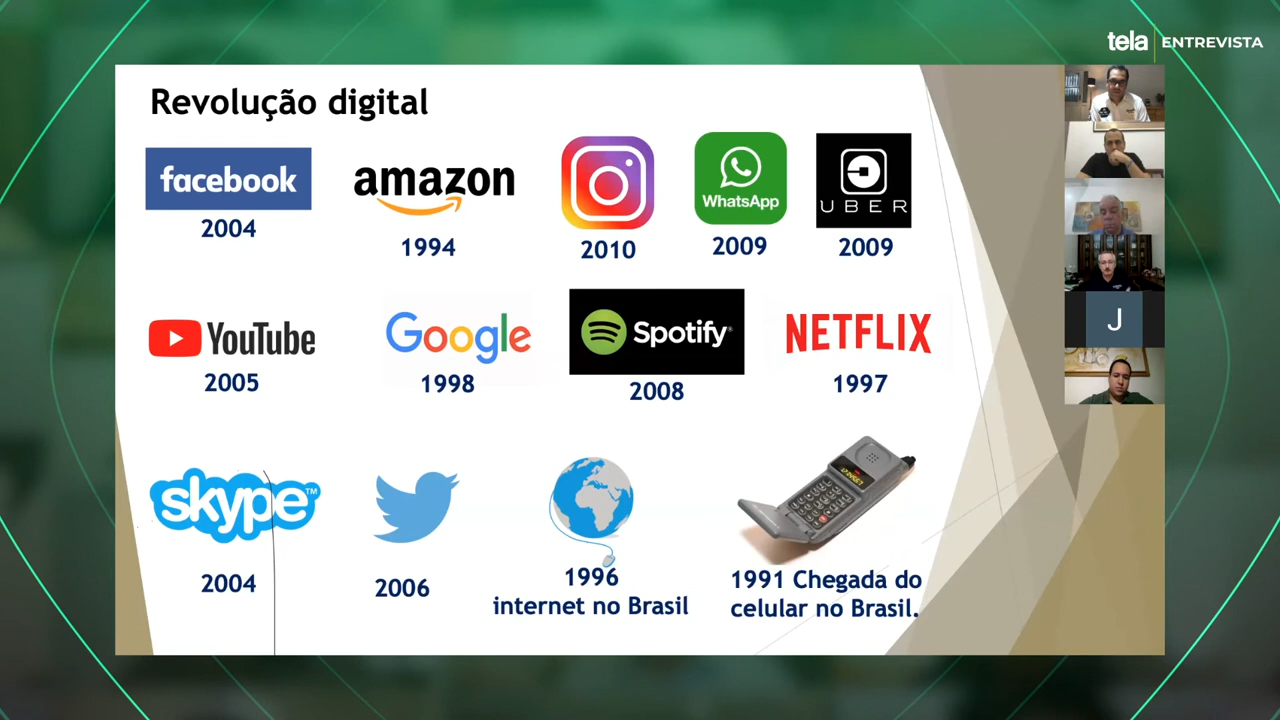 tela ENTREVISTA
Revolução digital
facebook
2004
amazon
1994
2010
WhatsApp
2009
UBER
2009
YouTube
2005
Google
1998
Spotify®
2008
NETFLIX
1997
skype™
2004
2006
1996
internet no Brasil
1991 Chegada do
celular no Brasil.
J